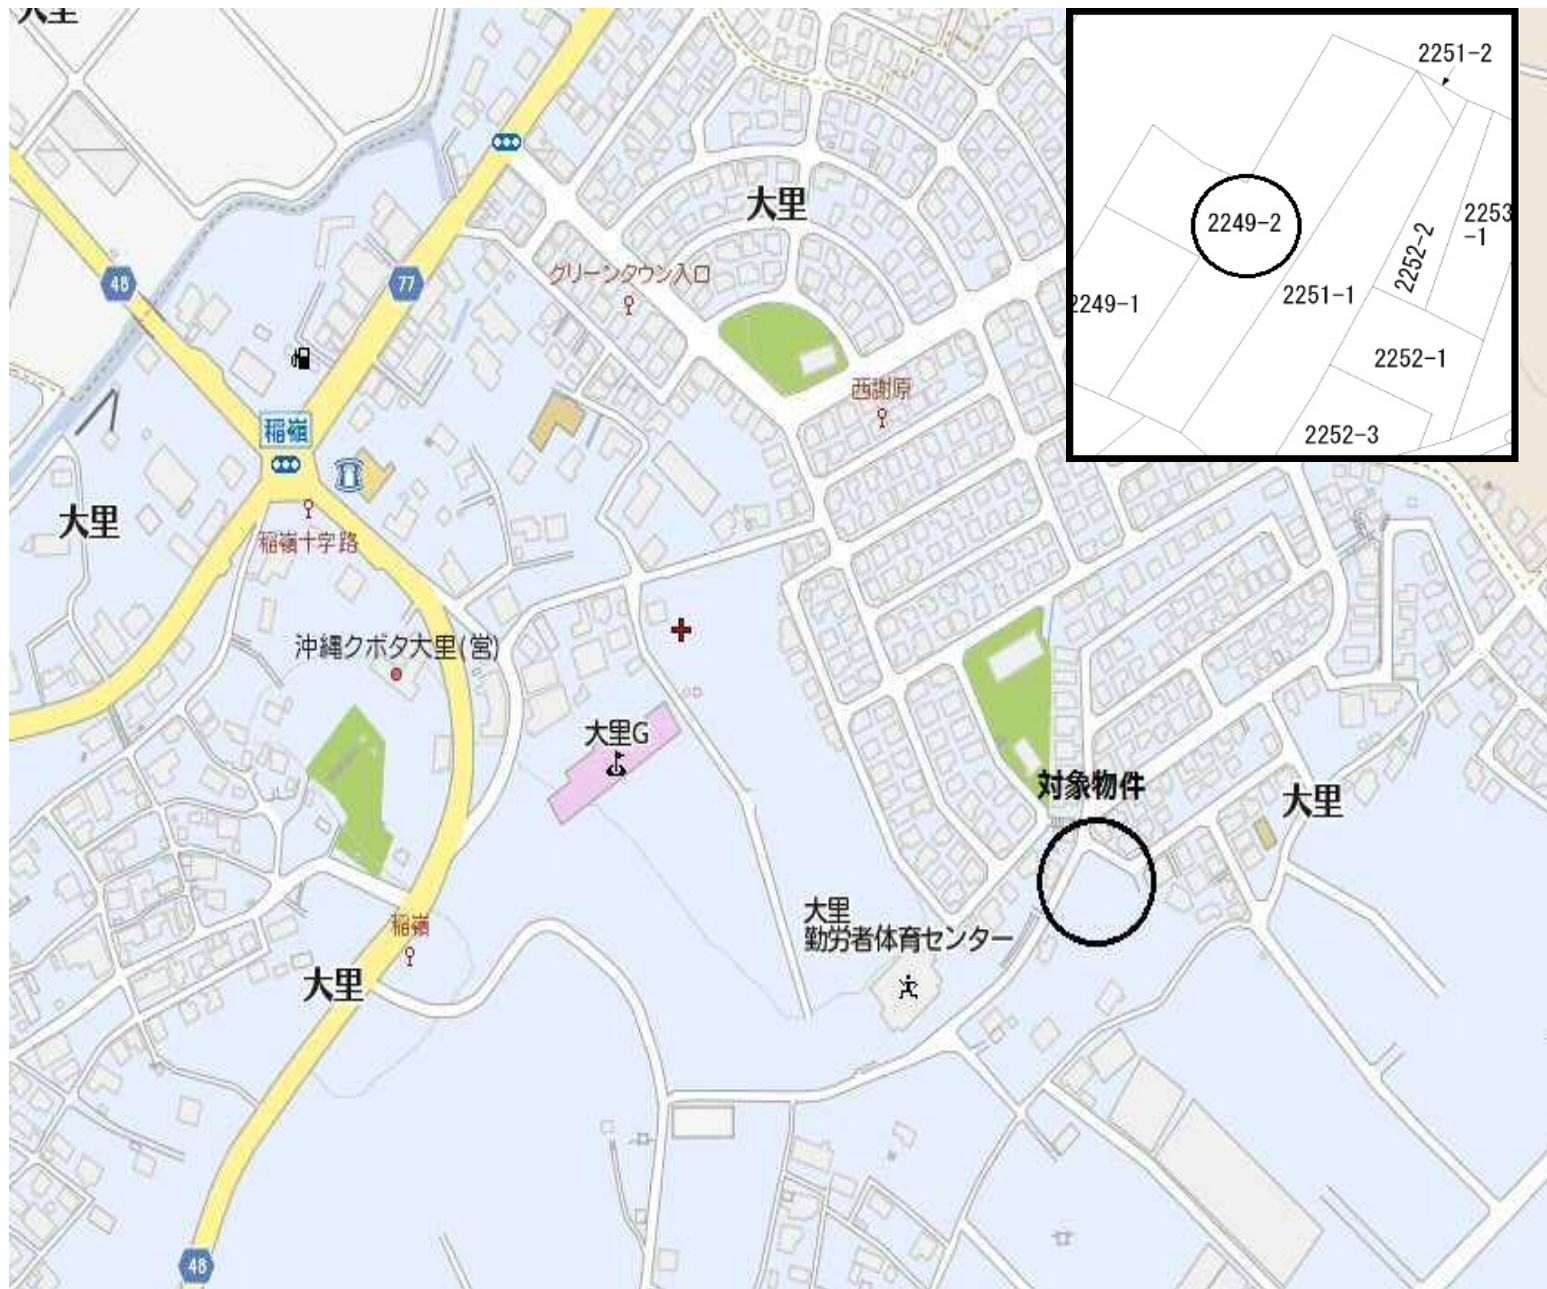 大里
2251-2
2249-2
2253
-1
2252-2
2249-1
2251-1
2252-1
2252-3
大里
48
77
グリーンタウン入口
西謝原
稲嶺
大里
稲嶺十字路
沖縄クボタ大里(営)
大里G
対象物件
大里
稲嶺
大里
勤労者体育センター
大里
48